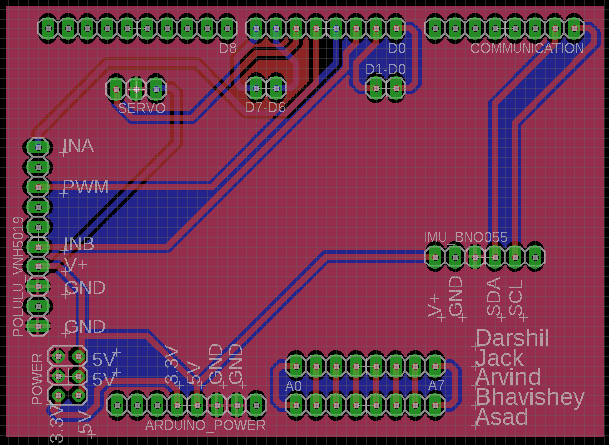 D8
D0
COMMUNICATION
D1-D0
SERVO
D7-D6
INA
PWM
POLULU_VNH5019
INB
V+
GND
GND
IMU_BNO055
V+
GND
SDA
SCL
POWER
5V
5V
3.3V
5V
3.3V
5V
GND
GND
ARDUINO_POWER
A0
A7
Darshil
Jack
Arvind
Bhavishey
Asad